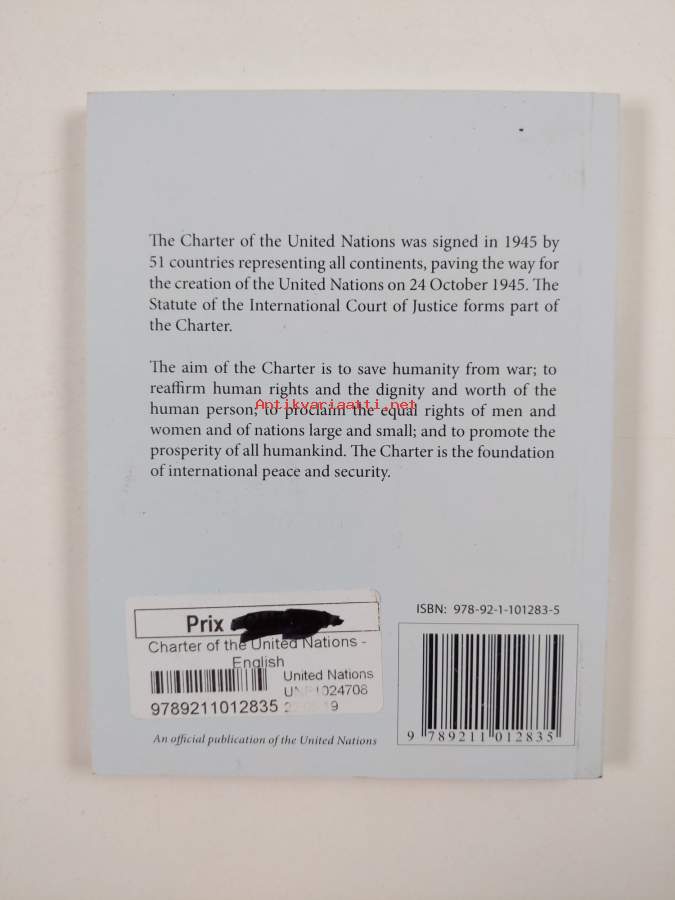 The Charter of the United Nations was signed in 1945 by
51 countries representing all continents, paving the way for
the creation of the United Nations on 24 October 1945. The
Statute of the International Court of Justice forms part of
the Charter.
The aim of the Charter is to save humanity from war; to
reaffirm human rights and the dignity and worth of the
human person; to proclaim the equal rights of men and
Antikvariaatti.net
women and of nations large and small; and to promote the
prosperity of all humankind. The Charter is the foundation
of international peace and security.
Prix
Charter of the United Nations -
English
United Nations
9789211012835
An official publication of the United Nations
ISBN: 978-92-1-101283-5
9 789211 012835